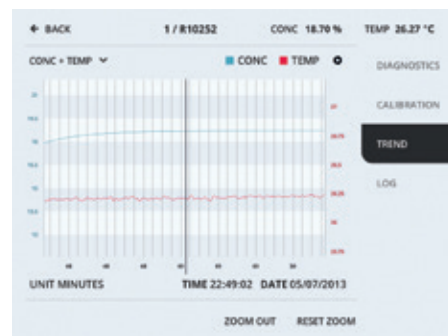 ← BACK 1 / R10252 CONC 18.70 % TEMP 26.27 °C
CONC + TEMP CONC TEMP
DIAGNOSTICS
CALIBRATION
TREND
LOG
UNIT MINUTES TIME 22:49:02 DATE 05/07/2013
ZOOM OUT RESET ZOOM